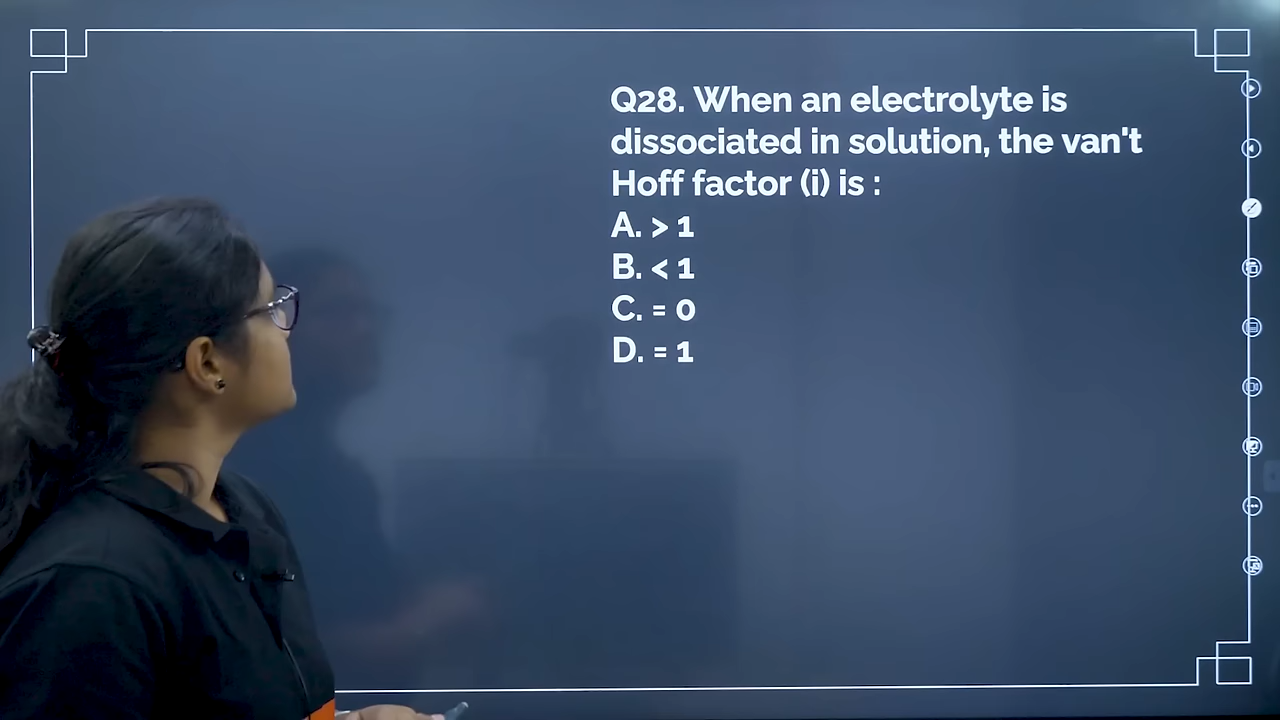 Q28. When an electrolyte is
dissociated in solution, the van't
Hoff factor (i) is :
A. > 1
B. < 1
C. = 0
D. = 1